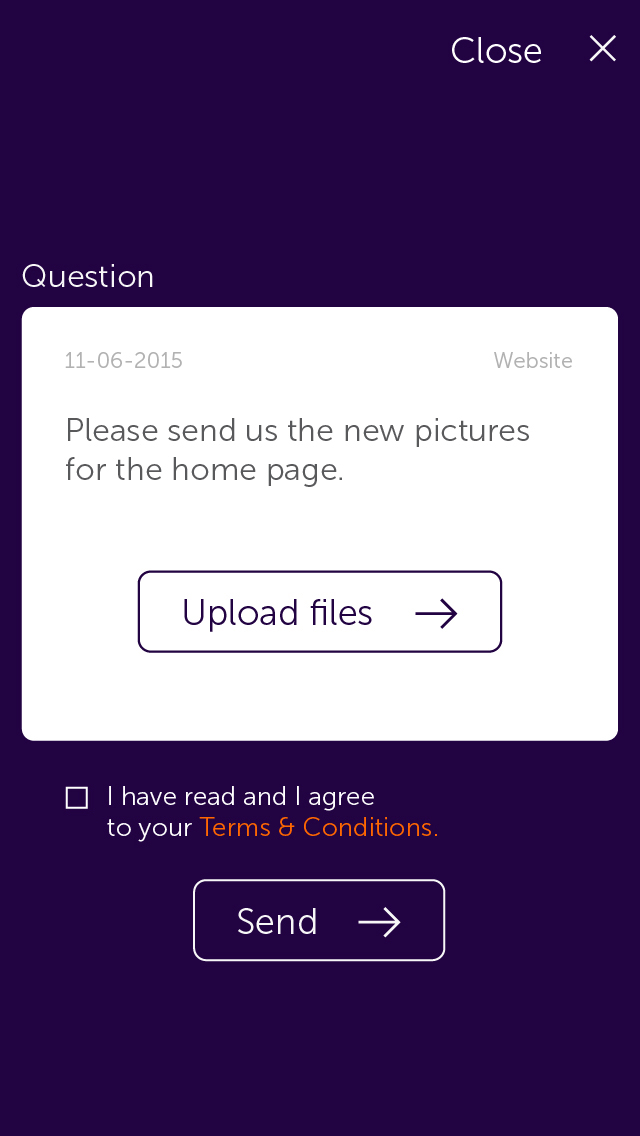 Close
Question
11-06-2015 Website
Please send us the new pictures
for the home page.
Upload files
I have read and I agree
to your Terms & Conditions.
Send